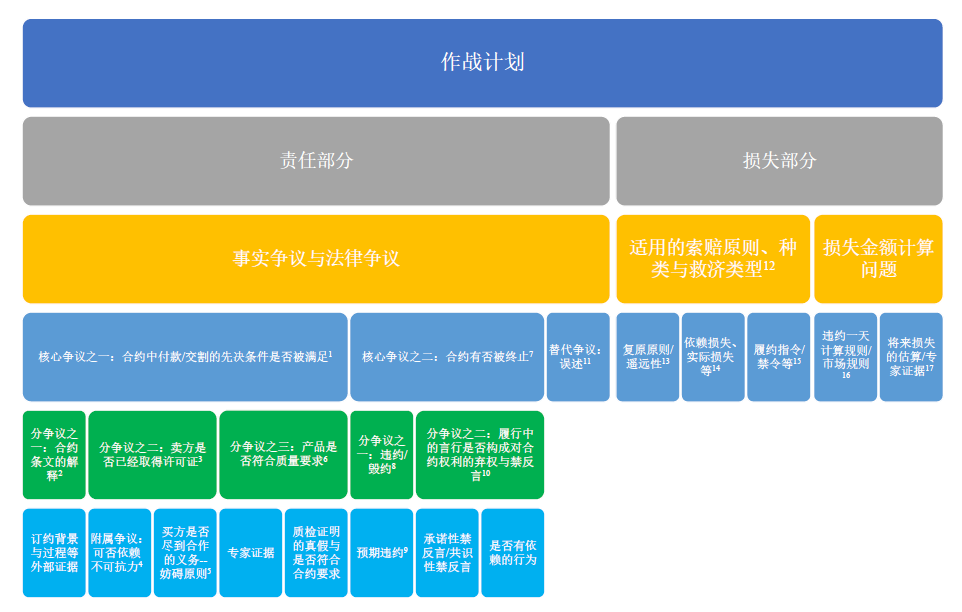 作战计划
责任部分
损失部分
事实争议与法律争议
适用的索赔原则、种
类与救济类型12
损失金额计算
问题
核心争议之一：合约中付款/交割的先决条件是否被满足1
核心争议之二：合约有否被终止7
替代争议：
误述11
复原原则/
遥远性13
依赖损失、
实际损失
等14
履约指令/
禁令等15
违约一天
计算规则/
市场规则
16
将来损失
的估算/专
家证据17
分争议之
一：合约
条文的解
释2
分争议之二：卖方是
否已经取得许可证3
分争议之三：产品是
否符合质量要求6
分争议之
一：违约/
毁约8
分争议之二：履行中
的言行是否构成对合
约权利的弃权与禁反
言10
订约背景
与过程等
外部证据
附属争议：
可否依赖
不可抗力4
买方是否
尽到合作
的义务--
妨碍原则5
专家证据
质检证明
的真假与
是否符合
合约要求
预期违约9
承诺性禁
反言/共识
性禁反言
是否有依
赖的行为